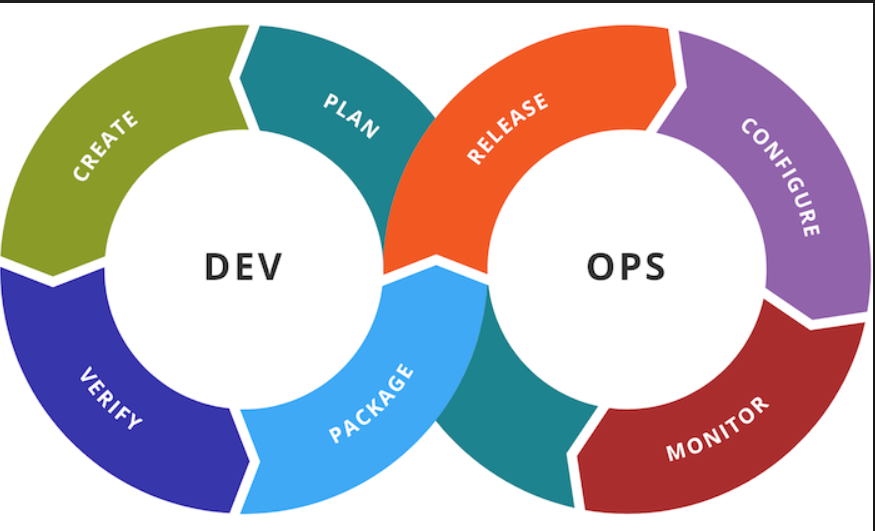 PLAN
CREATE
VERIFY
PACKAGE
RELEASE
CONFIGURE
MONITOR
DEV
OPS